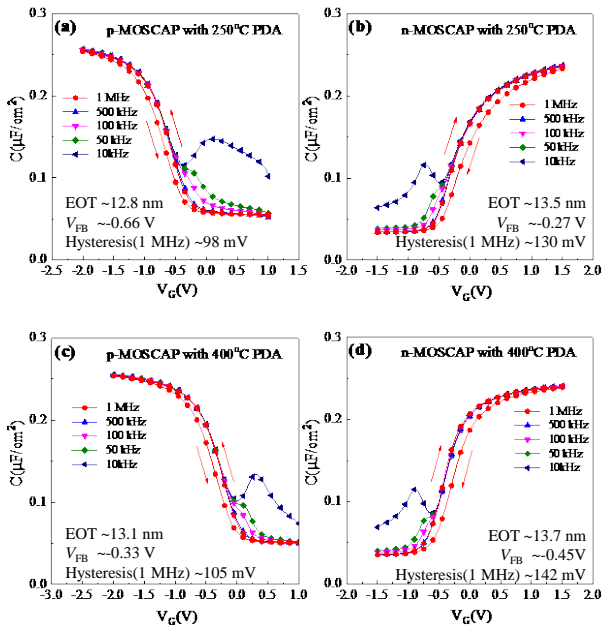 (a) p-MOSCAP with 250°C PDA
C(μF/cm²)
0.3
0.2
0.1
0.0
1 MHz
500 kHz
100 kHz
50 kHz
10kHz
EOT ~12.8 nm
VFB ~-0.66 V
Hysteresis(1 MHz) ~98 mV
-2.0 -1.5 -1.0 -0.5 0.0 0.5 1.0 1.5
VG(V)
(b) n-MOSCAP with 250°C PDA
C(μF/cm²)
0.3
0.2
0.1
0.0
1 MHz
500 kHz
100 kHz
50 kHz
10kHz
EOT ~13.5 nm
VFB ~-0.27 V
Hysteresis(1 MHz) ~130 mV
-2.0 -1.5 -1.0 -0.5 0.0 0.5 1.0 1.5
VG(V)
(c) p-MOSCAP with 400°C PDA
C(μF/cm²)
0.3
0.2
0.1
0.0
1 MHz
500 kHz
100 kHz
50 kHz
10kHz
EOT ~13.1 nm
VFB ~-0.33 V
Hysteresis(1 MHz) ~105 mV
-3.0 -2.5 -2.0 -1.5 -1.0 -0.5 0.0 0.5 1.0
VG(V)
(d) n-MOSCAP with 400°C PDA
C(μF/cm²)
0.3
0.2
0.1
0.0
1 MHz
500 kHz
100 kHz
50 kHz
10kHz
EOT ~13.7 nm
VFB ~-0.45V
Hysteresis(1 MHz) ~142 mV
-1.5 -1.0 -0.5 0.0 0.5 1.0 1.5
VG(V)